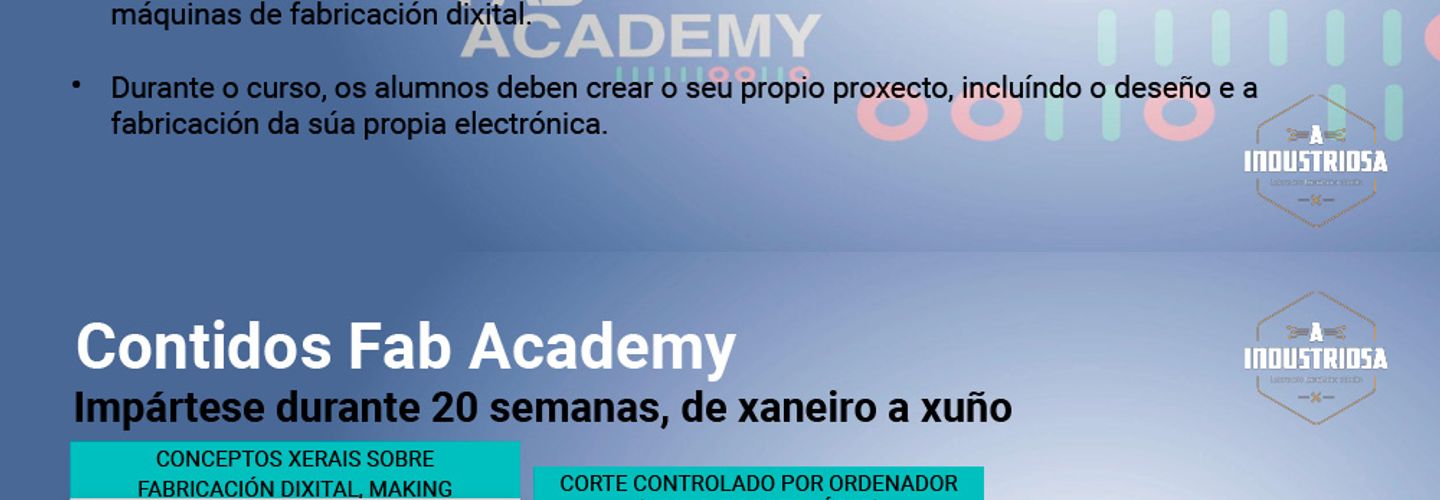 máquinas de fabricación dixital.
ACADEMY
• Durante o curso, os alumnos deben crear o seu propio proxecto, incluíndo o deseño e a
fabricación da súa propia electrónica.
A
INDUSTRIOSA
Contidos Fab Academy
A
INDUSTRIOSA
Impártese durante 20 semanas, de xaneiro a xuño
CONCEPTOS XERAIS SOBRE
FABRICACIÓN DIXITAL, MAKING
CORTE CONTROLADO POR ORDENADOR